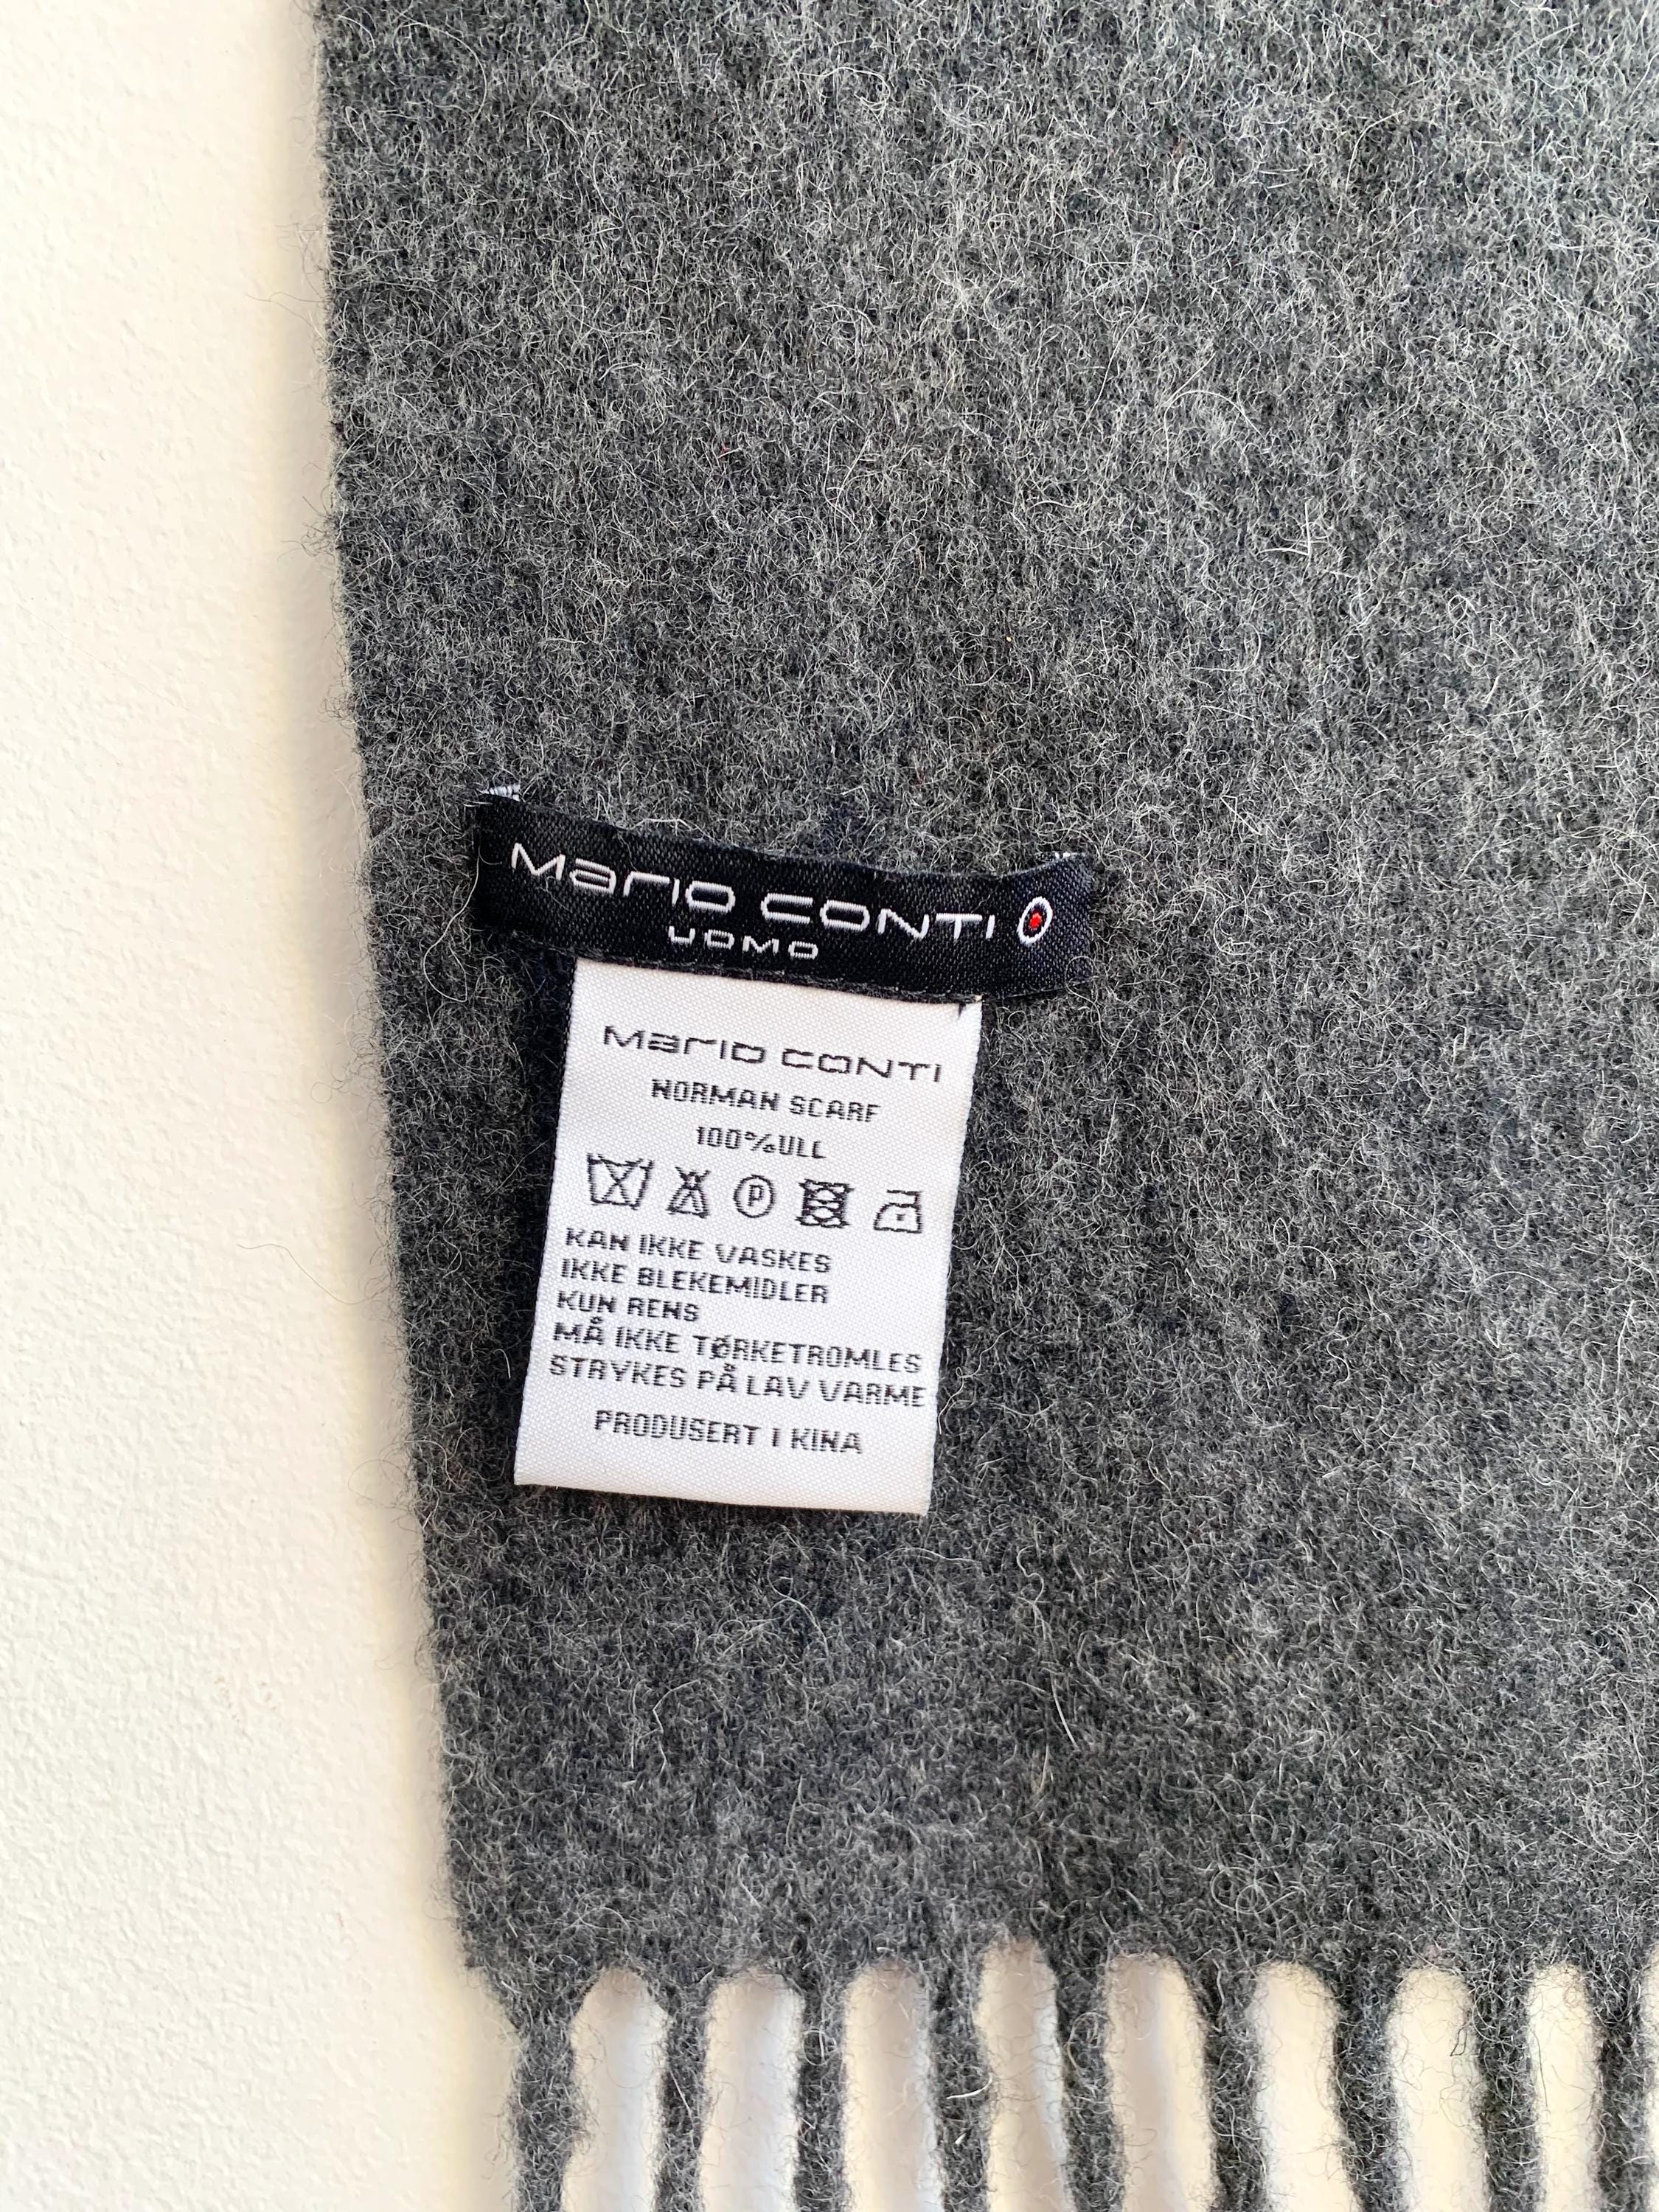 Mario CONTI
UOMO
Mario CONTI
NORMAN SCARF
100%ULL
P
KAN IKKE VASKES
IKKE BLEKEMIDLER
KUN RENS
MÅ IKKE TØRKETROMLES
STRYKES PÅ LAV VARME
PRODUSERT I KINA